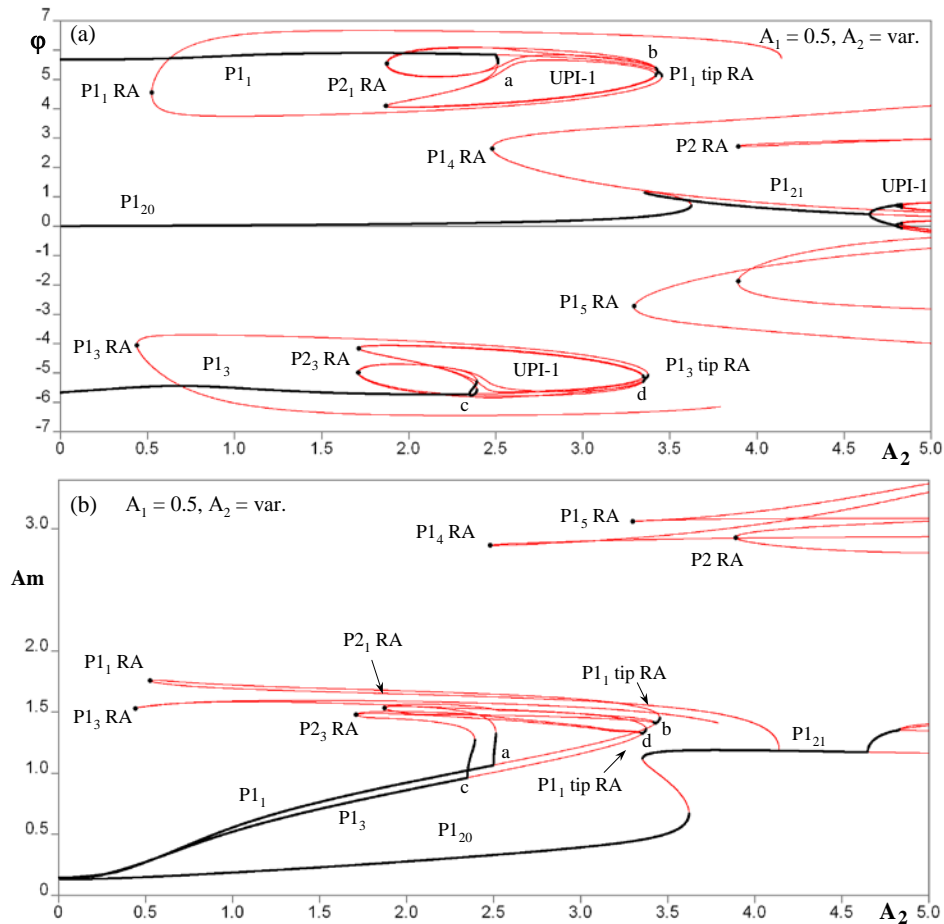 7
φ
(a)
A₁ = 0.5, A₂ = var.
6
P1₁
b
5
P1₁ RA
P2₁ RA
a
UPI-1
P1₁ tip RA
4
3
P1₄ RA
P2 RA
2
1
P1₂₀
P1₂₁
UPI-1
0
-1
-2
P1₅ RA
-3
-4
P1₃ RA
P1₃
P2₃ RA
UPI-1
P1₃ tip RA
-5
c
d
-6
-7
0
0.5
1.0
1.5
2.0
2.5
3.0
3.5
4.0
4.5
5.0
A₂
(b)
A₁ = 0.5, A₂ = var.
3.0
P1₄ RA
P1₅ RA
P2 RA
Am
2.0
P2₁ RA
P1₁ RA
P1₁ tip RA
1.5
P1₃ RA
P2₃ RA
b
d
a
P1₂₁
1.0
c
P1₁ tip RA
P1₁
P1₃
0.5
P1₂₀
0
0.0
0.5
1.0
1.5
2.0
2.5
3.0
3.5
4.0
4.5
5.0
A₂